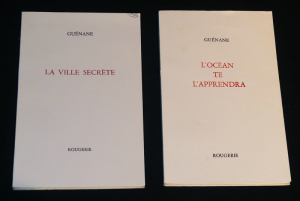 GUÉNANE
LA VILLE SECRÈTE
ROUGERIE
GUÉNANE
L'OCÉAN
TE
L'APPRENDRA
ROUGERIE